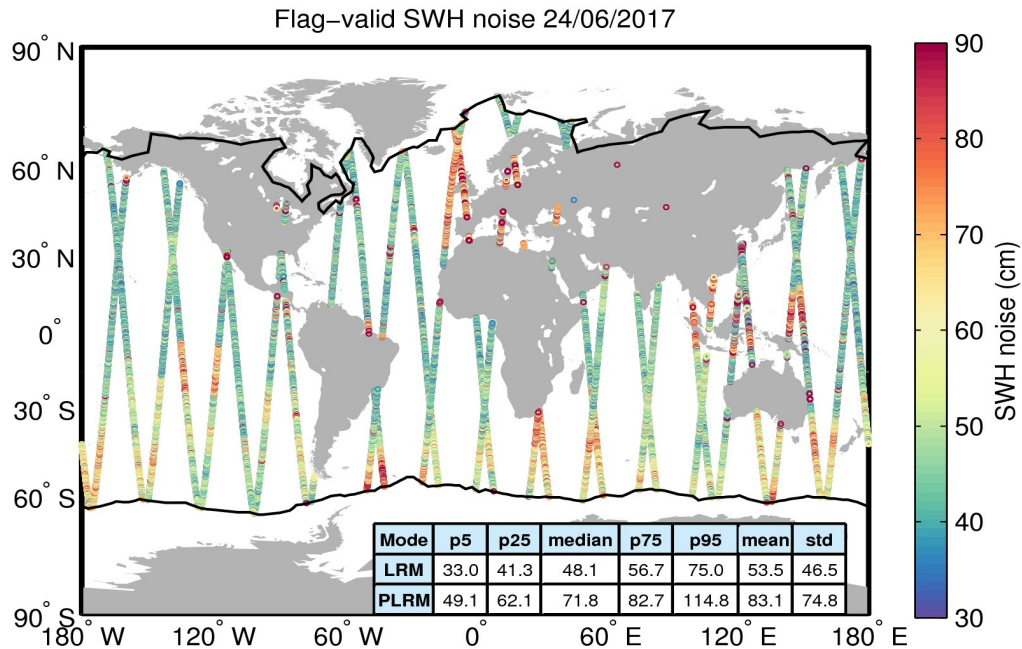 Flag−valid SWH noise 24/06/2017
90° N
60° N
30° N
0°
30° S
60° S
90° S
180° W 120° W 60° W 0° 60° E 120° E 180° E
90
80
70
60
50
40
30
SWH noise (cm)
Mode p5 p25 median p75 p95 mean std
LRM 33.0 41.3 48.1 56.7 75.0 53.5 46.5
PLRM 49.1 62.1 71.8 82.7 114.8 83.1 74.8